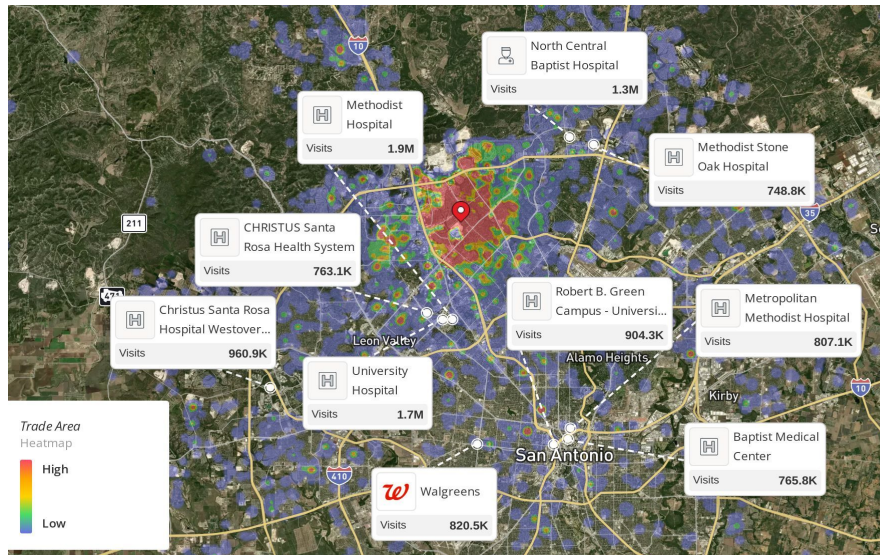 North Central
Baptist Hospital
Visits 1.3M
10
Methodist
Hospital
Visits 1.9M
Methodist Stone
Oak Hospital
Visits 748.8K
211
35
CHRISTUS Santa
Rosa Health System
Visits 763.1K
471
Robert B. Green
Campus - Universi...
Visits 904.3K
Metropolitan
Methodist Hospital
Visits 807.1K
Christus Santa Rosa
Hospital Westover...
Visits 960.9K
Leon Valley
Alamo Heights
University
Hospital
Visits 1.7M
10
Kirby
Trade Area
Heatmap
High
Low
Baptist Medical
Center
Visits 765.8K
San Antonio
410
Walgreens
Visits 820.5K